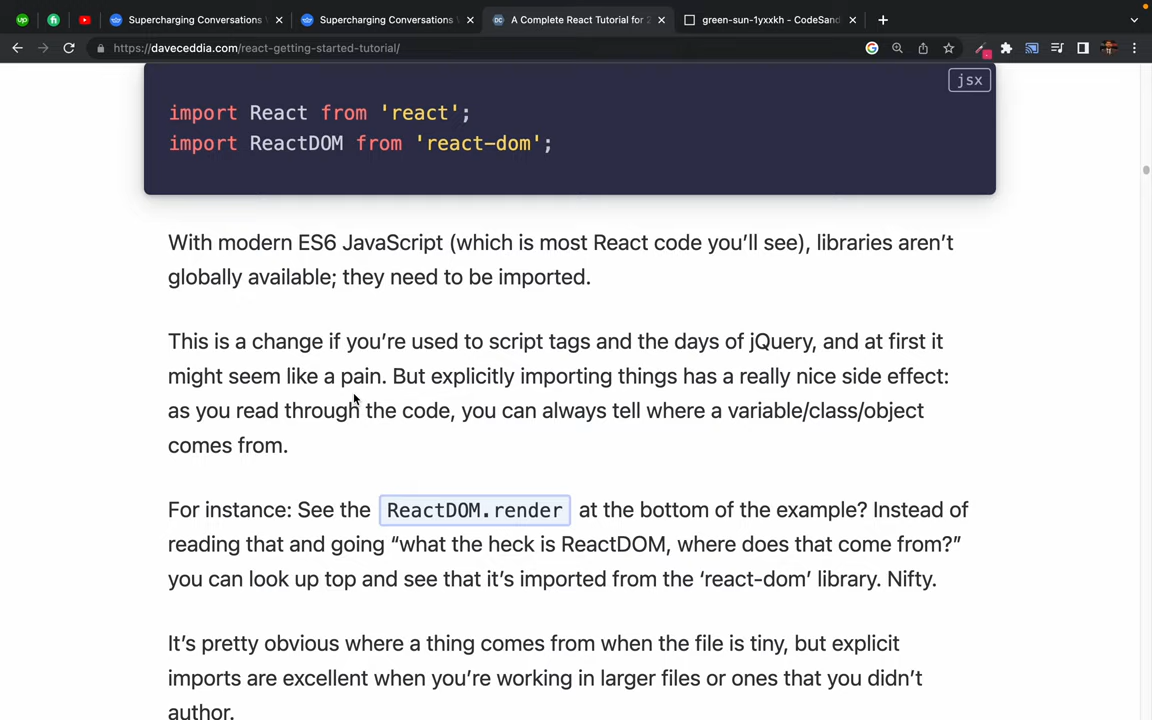 up
fi
Supercharging Conversations
Supercharging Conversations
DC
A Complete React Tutorial for 2
green-sun-1yxxkh - CodeSand
https://daveceddia.com/react-getting-started-tutorial/
jsx
import React from 'react';
import ReactDOM from 'react-dom';
With modern ES6 JavaScript (which is most React code you’ll see), libraries aren’t
globally available; they need to be imported.
This is a change if you’re used to script tags and the days of jQuery, and at first it
might seem like a pain. But explicitly importing things has a really nice side effect:
as you read through the code, you can always tell where a variable/class/object
comes from.
For instance: See the ReactDOM.render at the bottom of the example? Instead of
reading that and going “what the heck is ReactDOM, where does that come from?”
you can look up top and see that it’s imported from the ‘react-dom’ library. Nifty.
It’s pretty obvious where a thing comes from when the file is tiny, but explicit
imports are excellent when you’re working in larger files or ones that you didn’t
author.